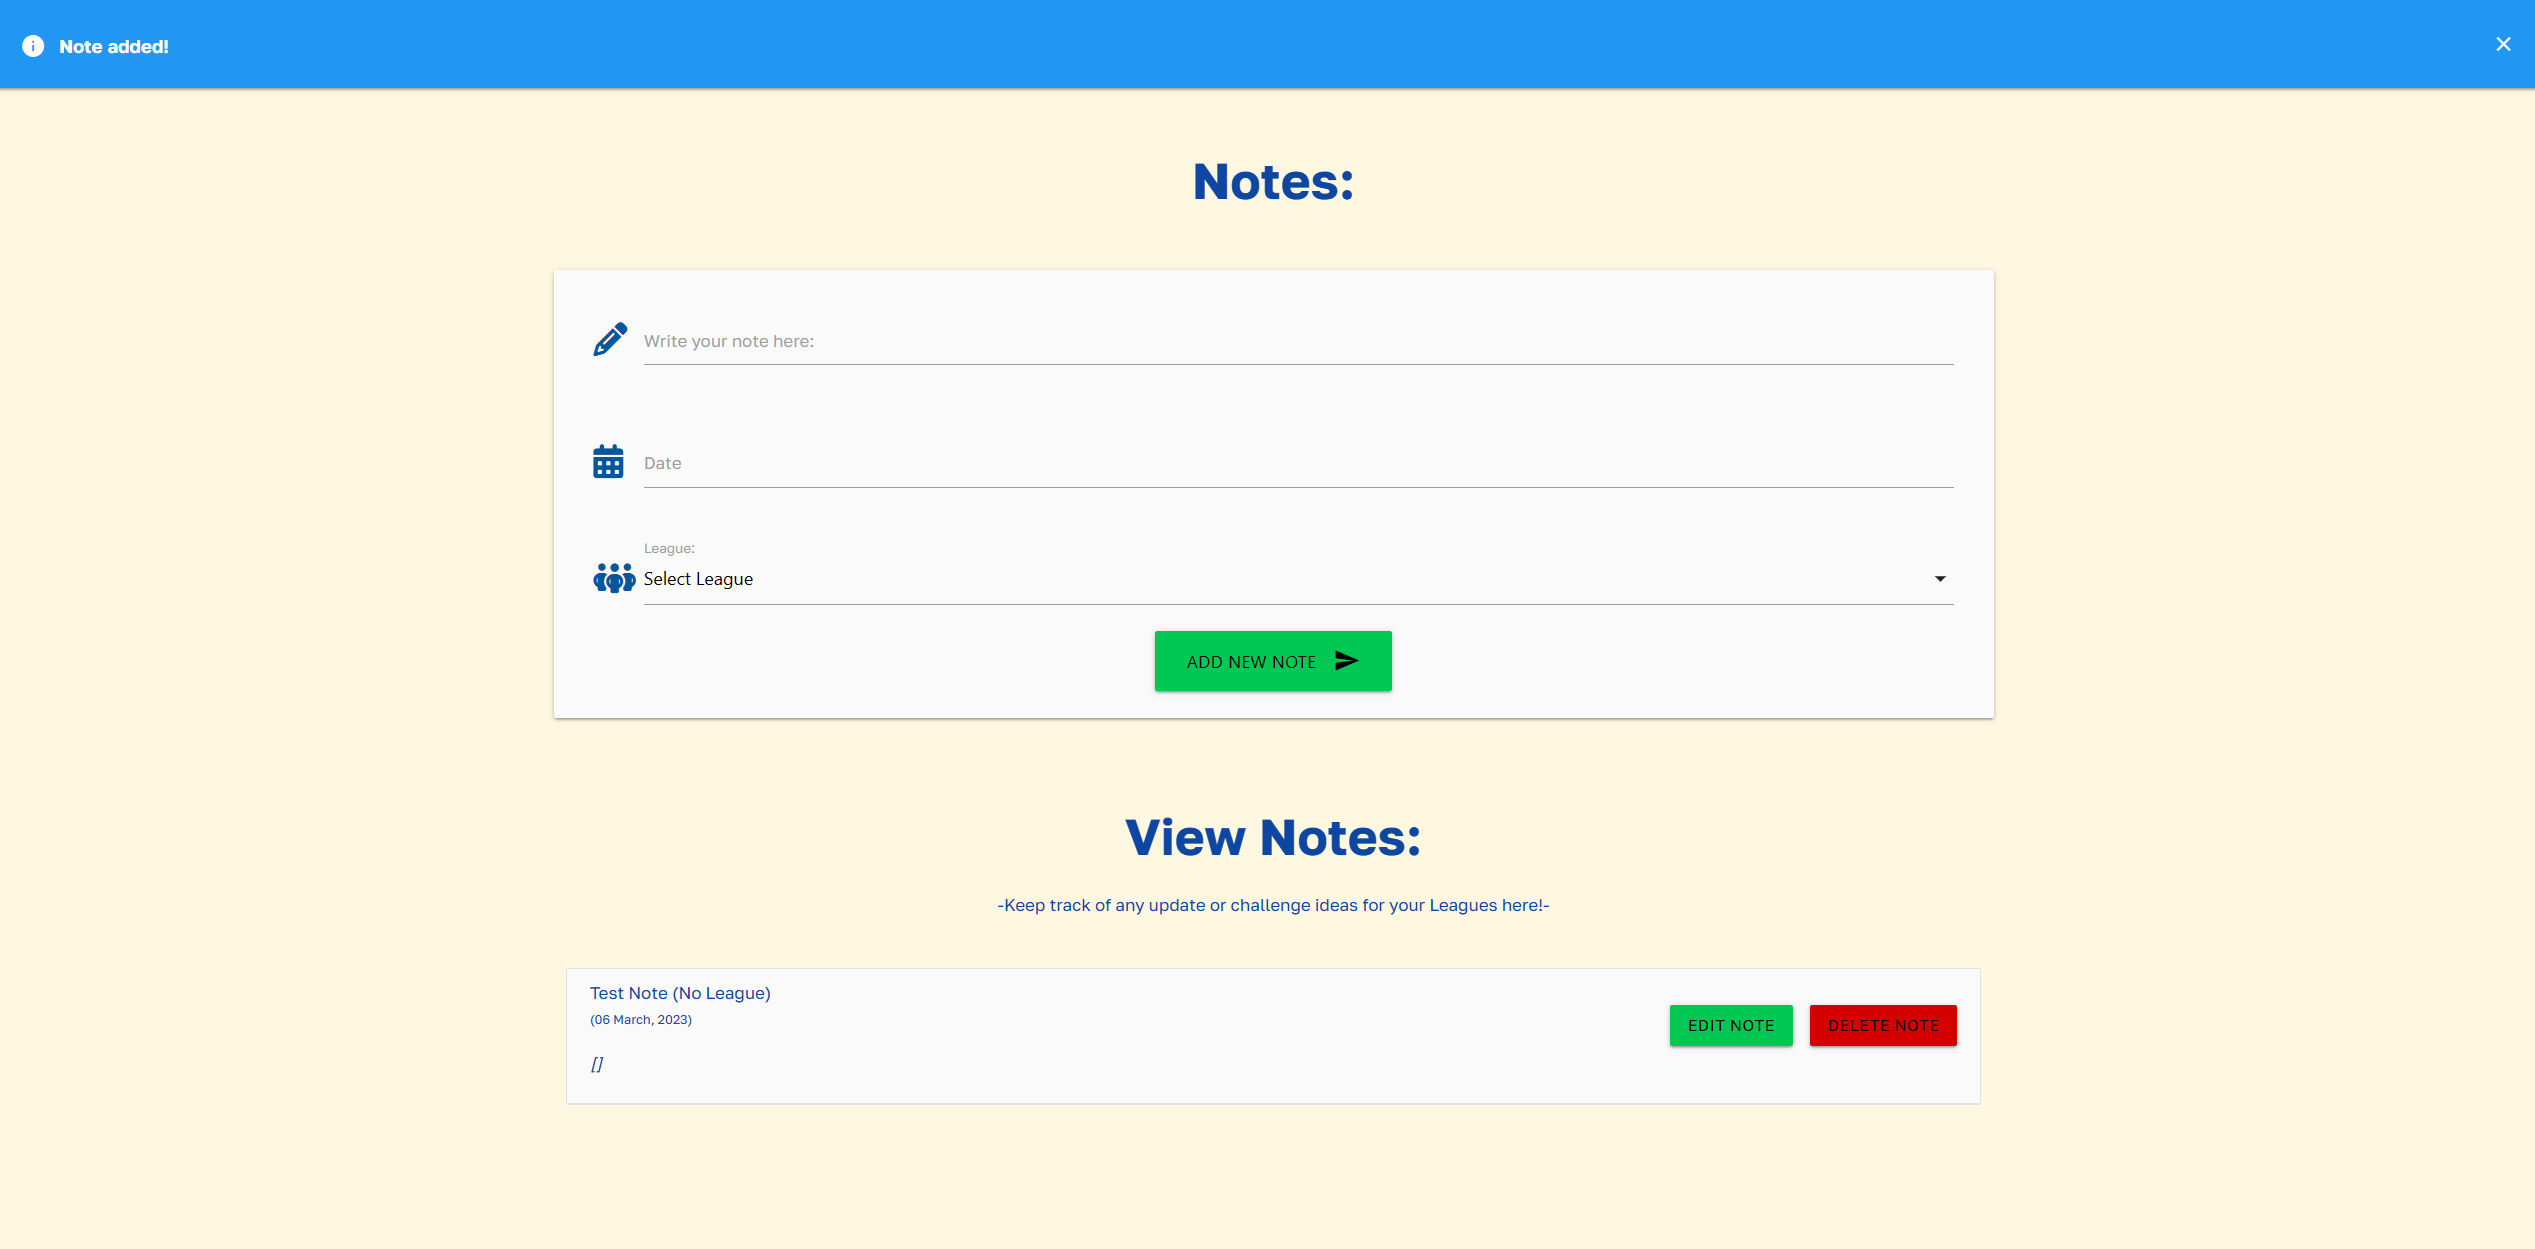 Note added!
Notes:
Write your note here:
Date
League:
Select League
ADD NEW NOTE
View Notes:
-Keep track of any update or challenge ideas for your Leagues here!-
Test Note (No League)
(06 March, 2023)
EDIT NOTE
DELETE NOTE
[]